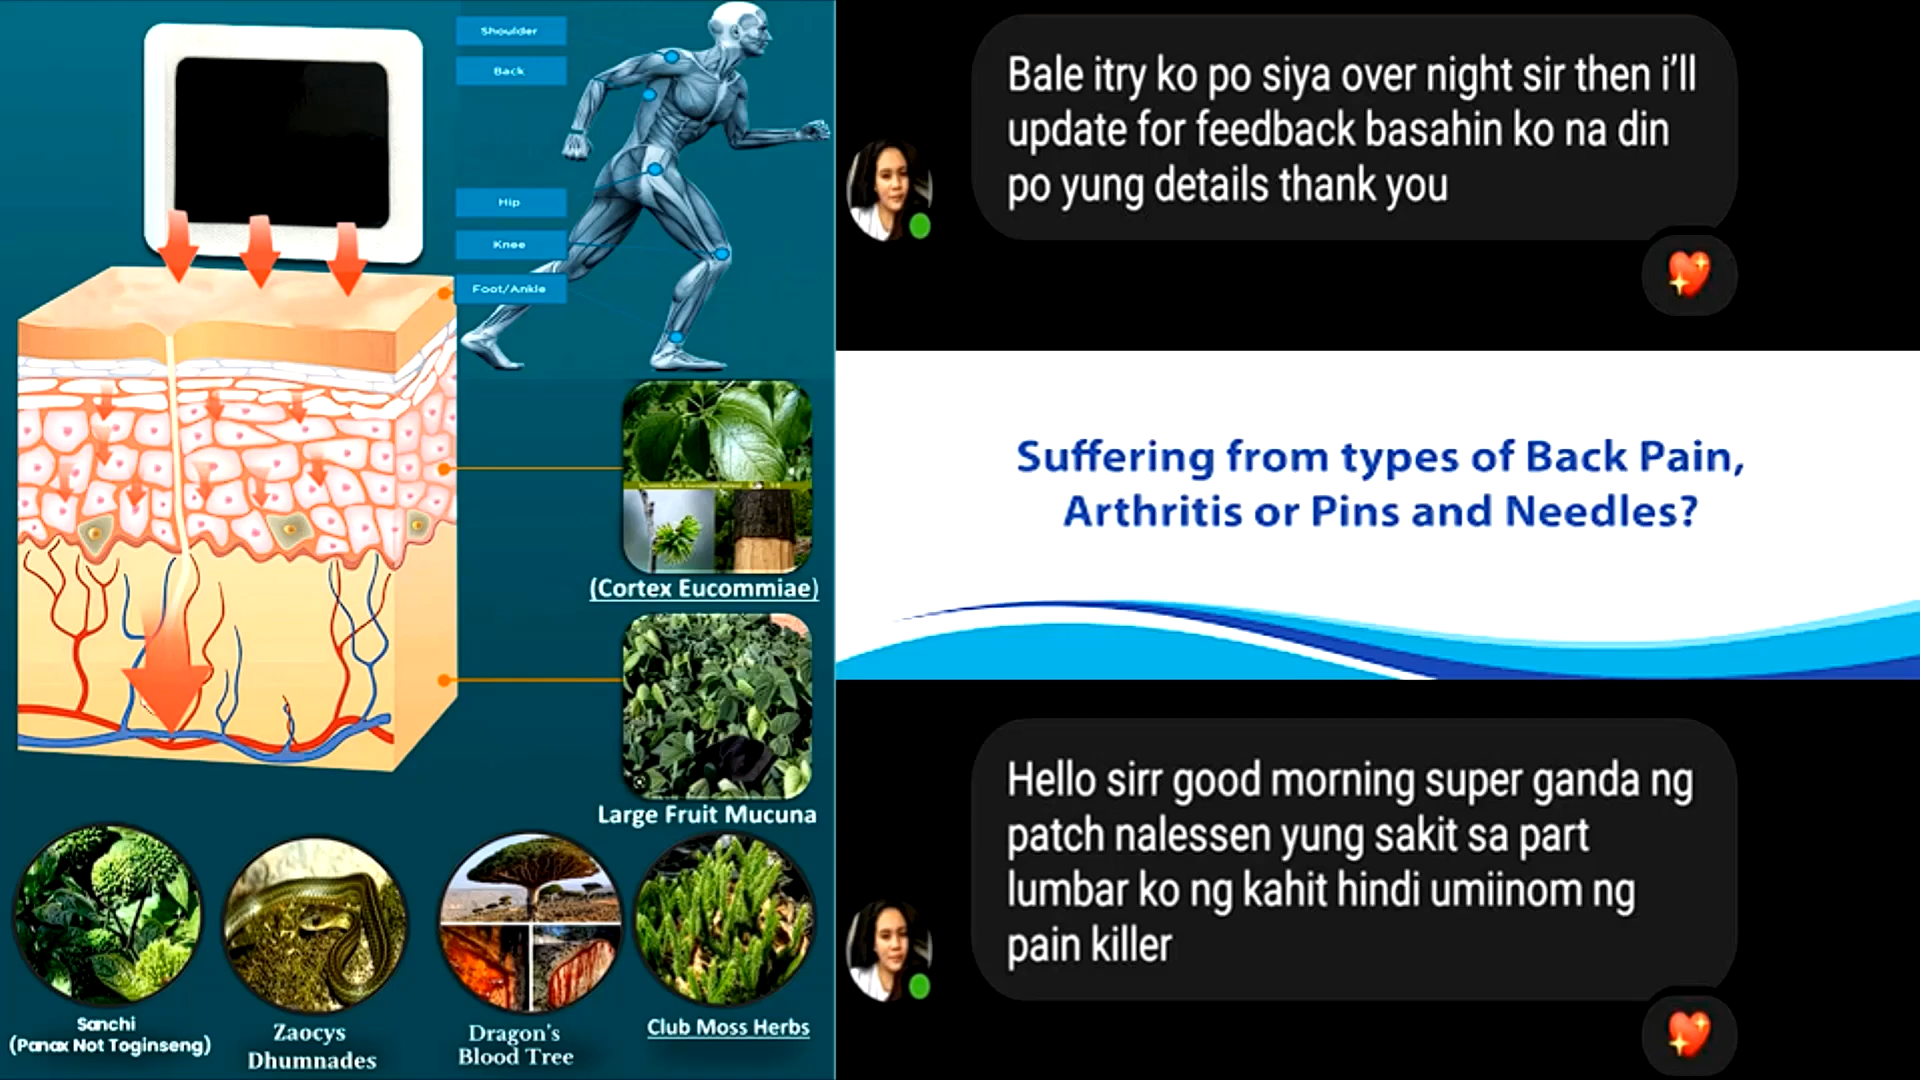 Shoulder
Back
Hip
Knee
Foot/Ankle
(Cortex Eucommiae)
Large Fruit Mucuna
Sanchi
(Panax Not Toginseng)
Zaocys
Dhumnades
Dragon's
Blood Tree
Club Moss Herbs
Bale itry ko po siya over night sir then i'll
update for feedback basahin ko na din
po yung details thank you
Suffering from types of Back Pain,
Arthritis or Pins and Needles?
Hello sirr good morning super ganda ng
patch nalessen yung sakit sa part
lumbar ko ng kahit hindi umiinom ng
pain killer